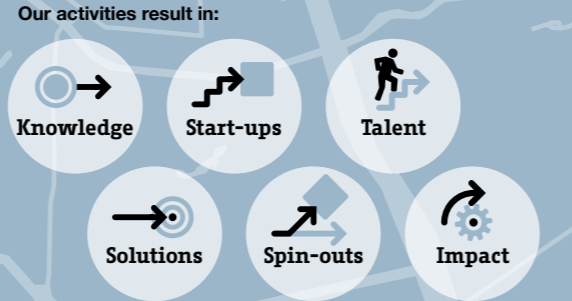 Our activities result in:
Knowledge
Start-ups
Talent
Solutions
Spin-outs
Impact